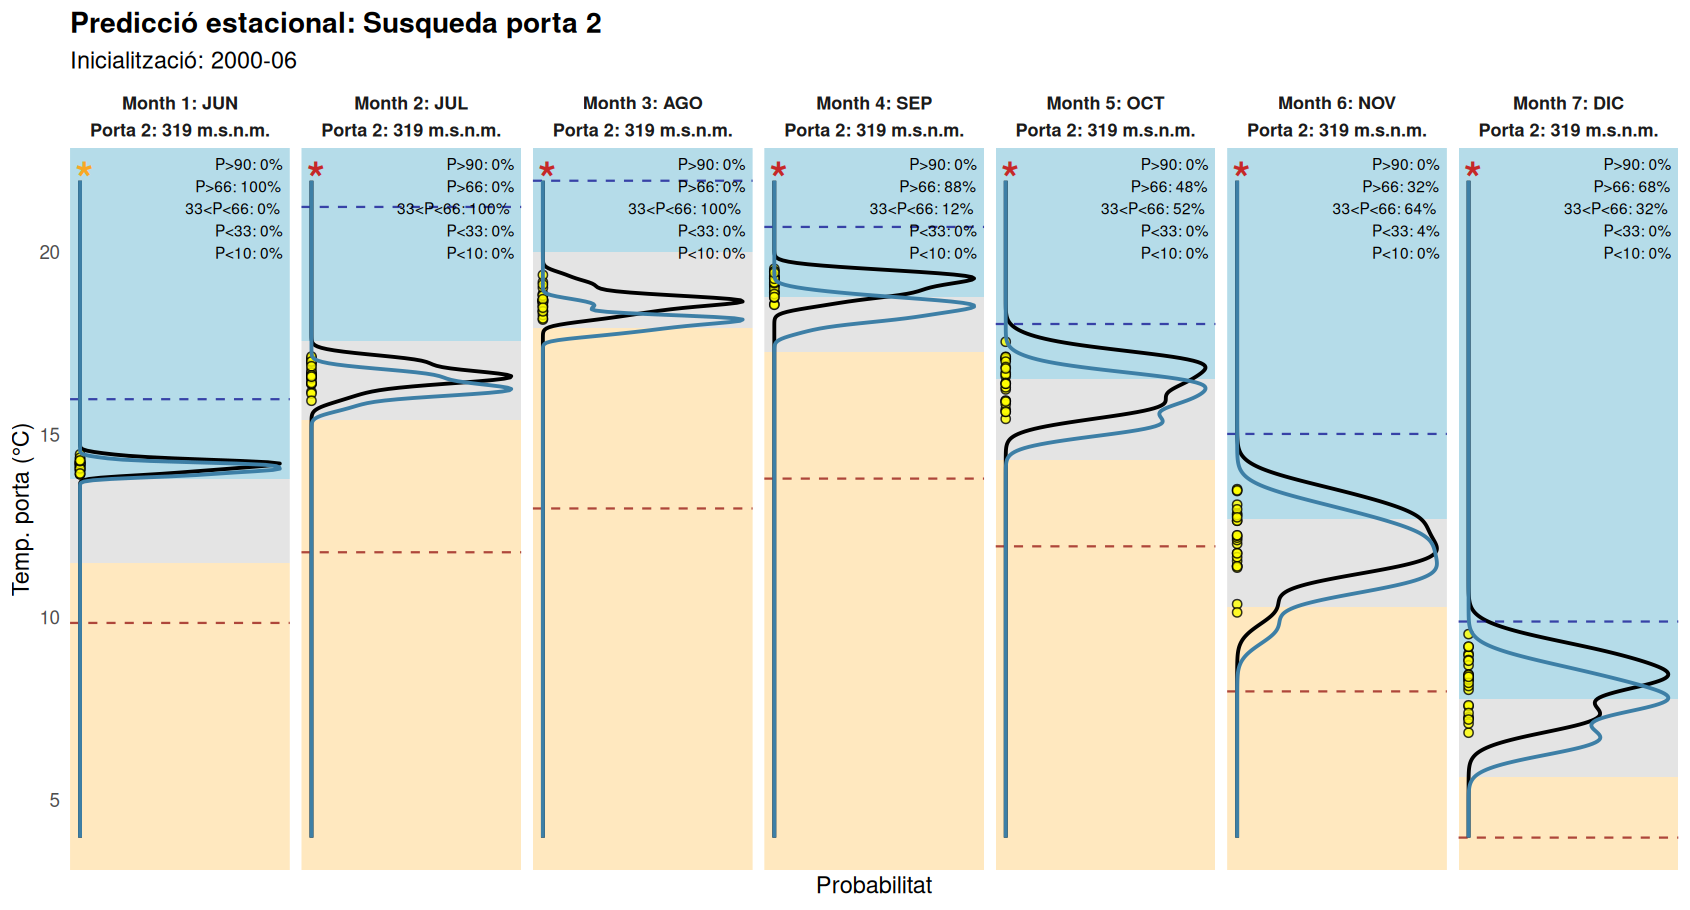 Predicció estacional: Susqueda porta 2
Inicialització: 2000-06
Month 1: JUN
Porta 2: 319 m.s.n.m.
Month 2: JUL
Porta 2: 319 m.s.n.m.
Month 3: AGO
Porta 2: 319 m.s.n.m.
Month 4: SEP
Porta 2: 319 m.s.n.m.
Month 5: OCT
Porta 2: 319 m.s.n.m.
Month 6: NOV
Porta 2: 319 m.s.n.m.
Month 7: DIC
Porta 2: 319 m.s.n.m.
*
P>90: 0%
P>66: 100%
33<P<66: 0%
P<33: 0%
P<10: 0%
*
P>90: 0%
P>66: 0%
33<P<66: 100%
P<33: 0%
P<10: 0%
*
P>90: 0%
P>66: 0%
33<P<66: 100%
P<33: 0%
P<10: 0%
*
P>90: 0%
P>66: 88%
33<P<66: 12%
P<33: 0%
P<10: 0%
*
P>90: 0%
P>66: 48%
33<P<66: 52%
P<33: 0%
P<10: 0%
*
P>90: 0%
P>66: 32%
33<P<66: 64%
P<33: 4%
P<10: 0%
*
P>90: 0%
P>66: 68%
33<P<66: 32%
P<33: 0%
P<10: 0%
20
15
10
5
Temp. porta (°C)
Probabilitat